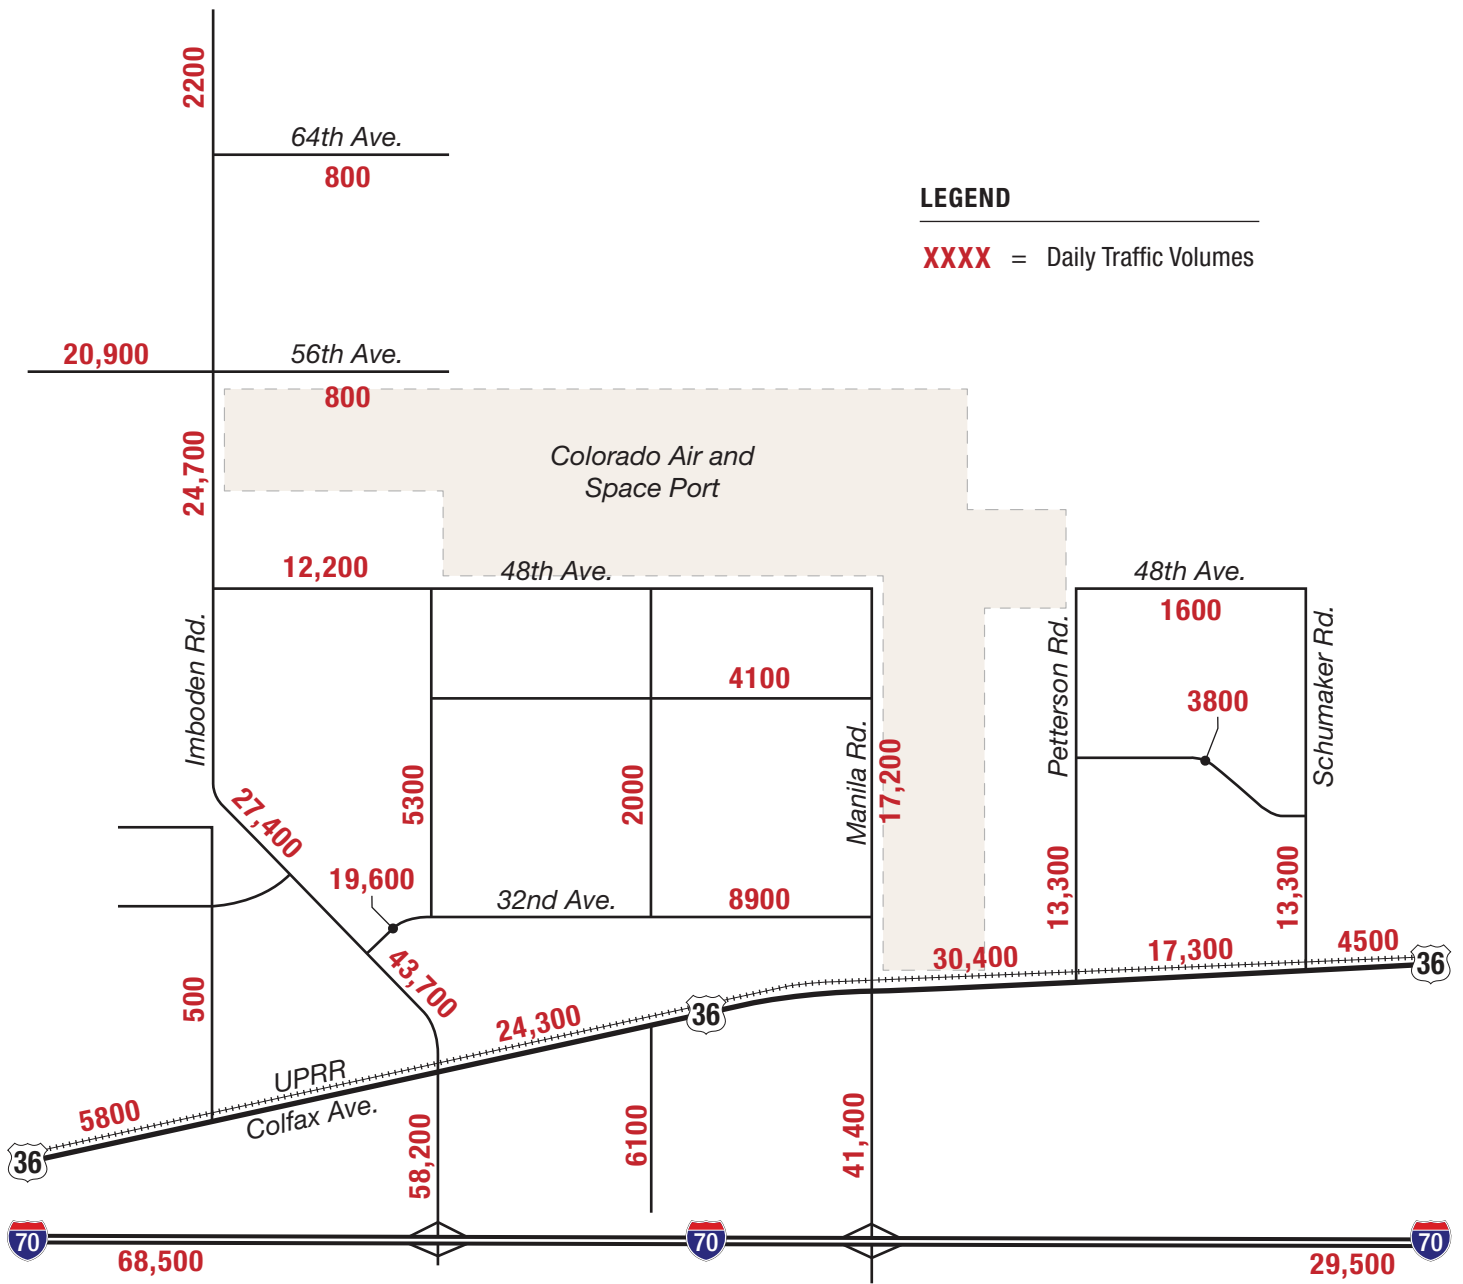 2200
64th Ave.
800
LEGEND
XXXX = Daily Traffic Volumes
20,900
56th Ave.
800
24,700
Colorado Air and
Space Port
12,200
48th Ave.
48th Ave.
1600
Imboden Rd.
Petterson Rd.
Schumaker Rd.
4100
3800
Manila Rd.
17,200
27,400
5300
2000
19,600
32nd Ave.
8900
13,300
13,300
43,700
30,400
17,300
4500
36
500
24,300
36
UPRR
Colfax Ave.
5800
36
58,200
6100
41,400
70
70
70
68,500
29,500